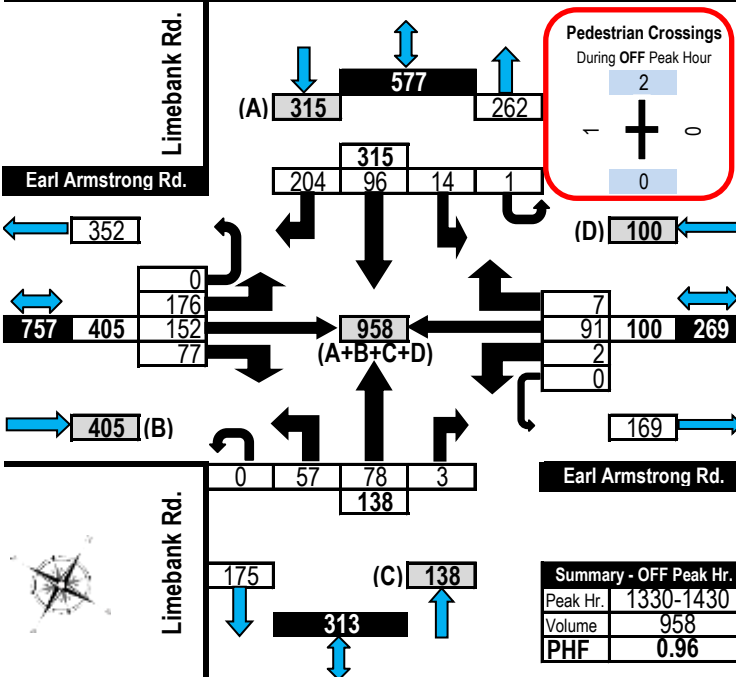 Limebank Rd.
Earl Armstrong Rd.
577
(A) 315
262
Pedestrian Crossings
During OFF Peak Hour
2
1
0
0
315
204 96 14 1
352
(D) 100
0
176
757 405 152
77
958
(A+B+C+D)
7
91 100 269
2
0
405 (B)
169
0 57 78 3
138
Earl Armstrong Rd.
Limebank Rd.
175
(C) 138
313
Summary - OFF Peak Hr.
Peak Hr. 1330-1430
Volume 958
PHF 0.96